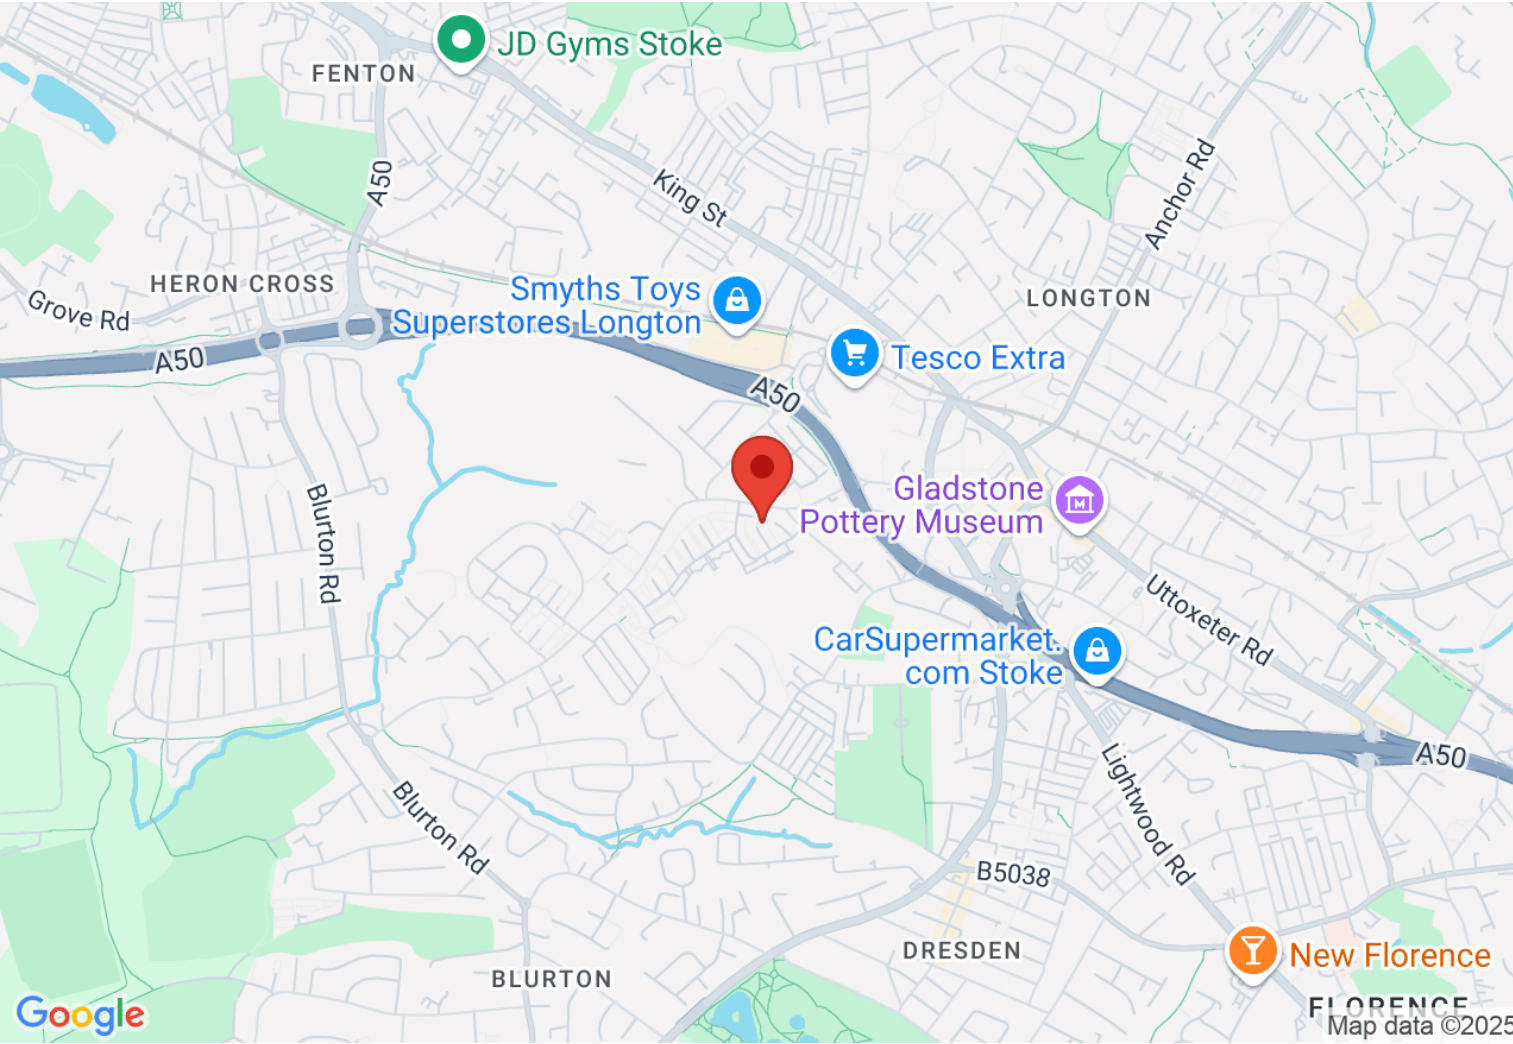 JD Gyms Stoke
FENTON
A50
King St
Anchor Rd
HERON CROSS
Smyths Toys
Superstores Longton
LONGTON
Grove Rd
A50
Tesco Extra
A50
Gladstone
Pottery Museum
Blurton Rd
Uttoxeter Rd
CarSupermarket.
com Stoke
A50
Lightwood Rd
Blurton Rd
B5038
DRESDEN
New Florence
BLURTON
FLORENCE
Google
Map data ©2025